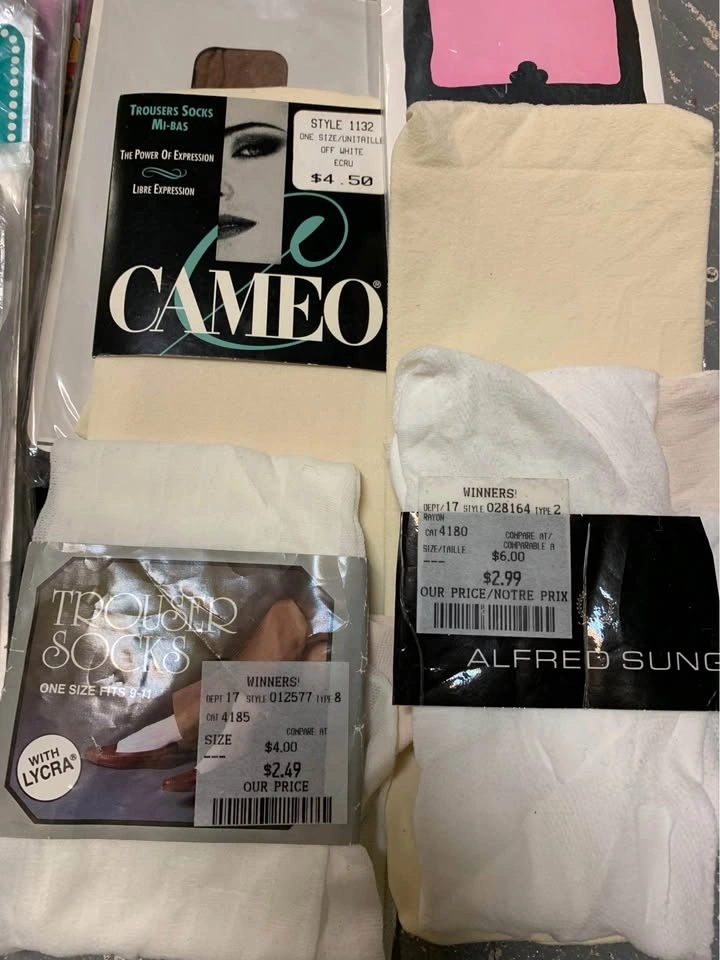 TROUSERS SOCKS
MI-BAS
THE POWER OF EXPRESSION
LIBRE EXPRESSION
STYLE 1132
ONE SIZE/UNITAILLE
OFF WHITE
ECRU
$4.50
CAMEO®
WINNERS!
DEPT/17 STYLE 028164 TYPE 2
RAYON
CAT 4180
COMPARE AT/
COMPARABLE A
SIZE/TAILLE
$6.00
---
$2.99
OUR PRICE/NOTRE PRIX
ALFRED SUNG
TROUSER
SOCKS
ONE SIZE FITS 9-11
WITH
LYCRA®
WINNERS!
DEPT 17 STYLE 012577 TYPE 8
CAT 4185
COMPARE AT
SIZE
$4.00
---
$2.49
OUR PRICE